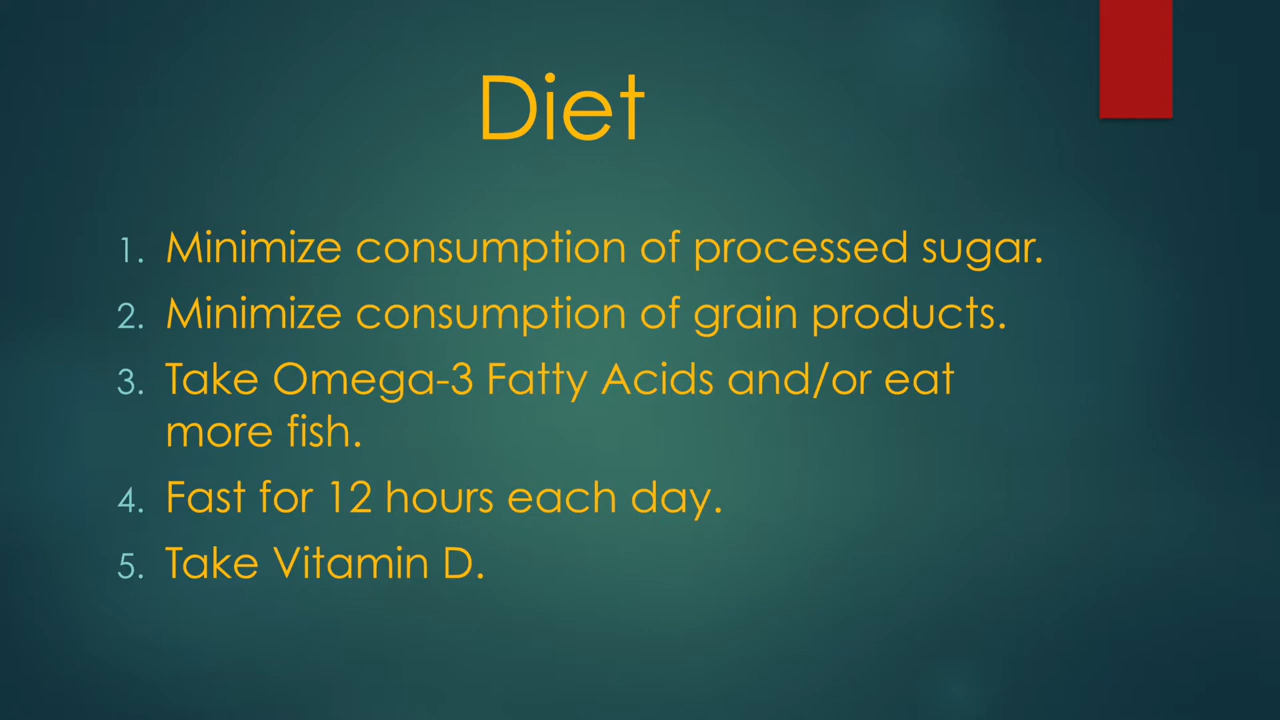 Diet
1. Minimize consumption of processed sugar.
2. Minimize consumption of grain products.
3. Take Omega-3 Fatty Acids and/or eat
more fish.
4. Fast for 12 hours each day.
5. Take Vitamin D.